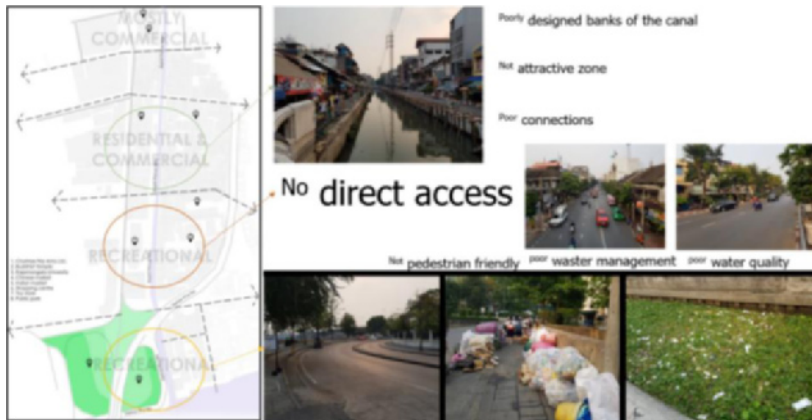 MOSTLY
COMMERCIAL
RESIDENTIAL &
COMMERCIAL
RECREATIONAL
RECREATIONAL
Poorly designed banks of the canal
Not attractive zone
Poor connections
No direct access
Not pedestrian friendly
poor waster management
poor water quality